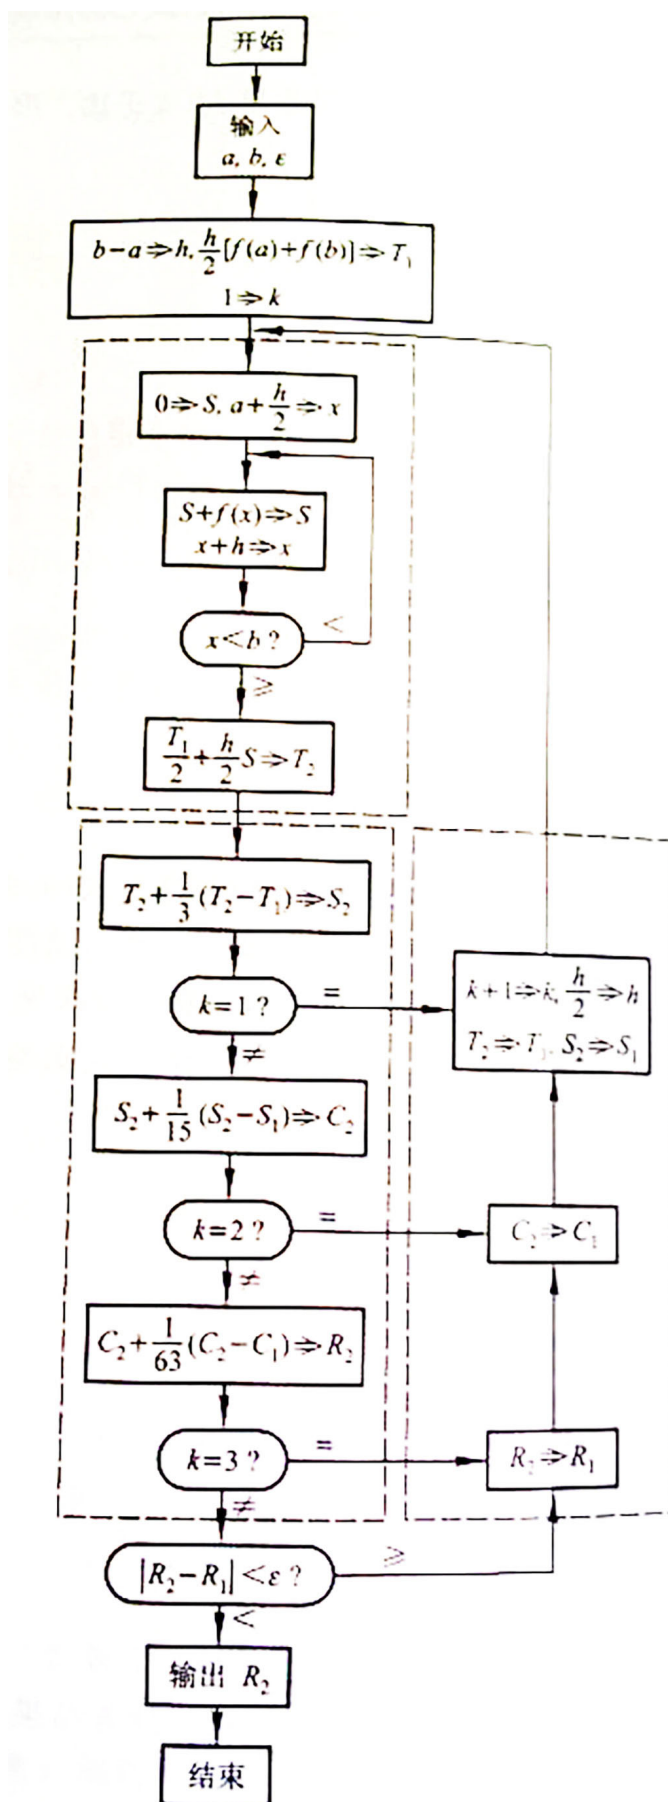 开始
输入
a, b, ε
b−a⇒h, h/2[f(a)+f(b)]⇒T₁
1⇒k
0⇒S, a+h/2⇒x
S+f(x)⇒S
x+h⇒x
x<b?
<
≥
T₁/2+h/2 S⇒T₂
T₂+1/3(T₂−T₁)⇒S₂
k=1?
=
k+1⇒k, h/2⇒h
T₂⇒T₁, S₂⇒S₁
≠
S₂+1/15(S₂−S₁)⇒C₂
k=2?
=
C₂⇒C₁
≠
C₂+1/63(C₂−C₁)⇒R₂
k=3?
=
R₂⇒R₁
≠
|R₂−R₁|<ε?
≥
<
输出 R₂
结束